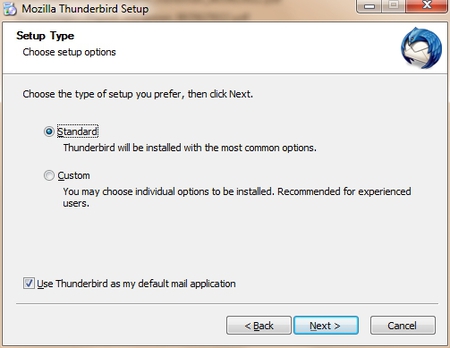 Mozilla Thunderbird Setup
Setup Type
Choose setup options
Choose the type of setup you prefer, then click Next.
Standard
Thunderbird will be installed with the most common options.
Custom
You may choose individual options to be installed. Recommended for experienced
users.
Use Thunderbird as my default mail application
< Back
Next >
Cancel